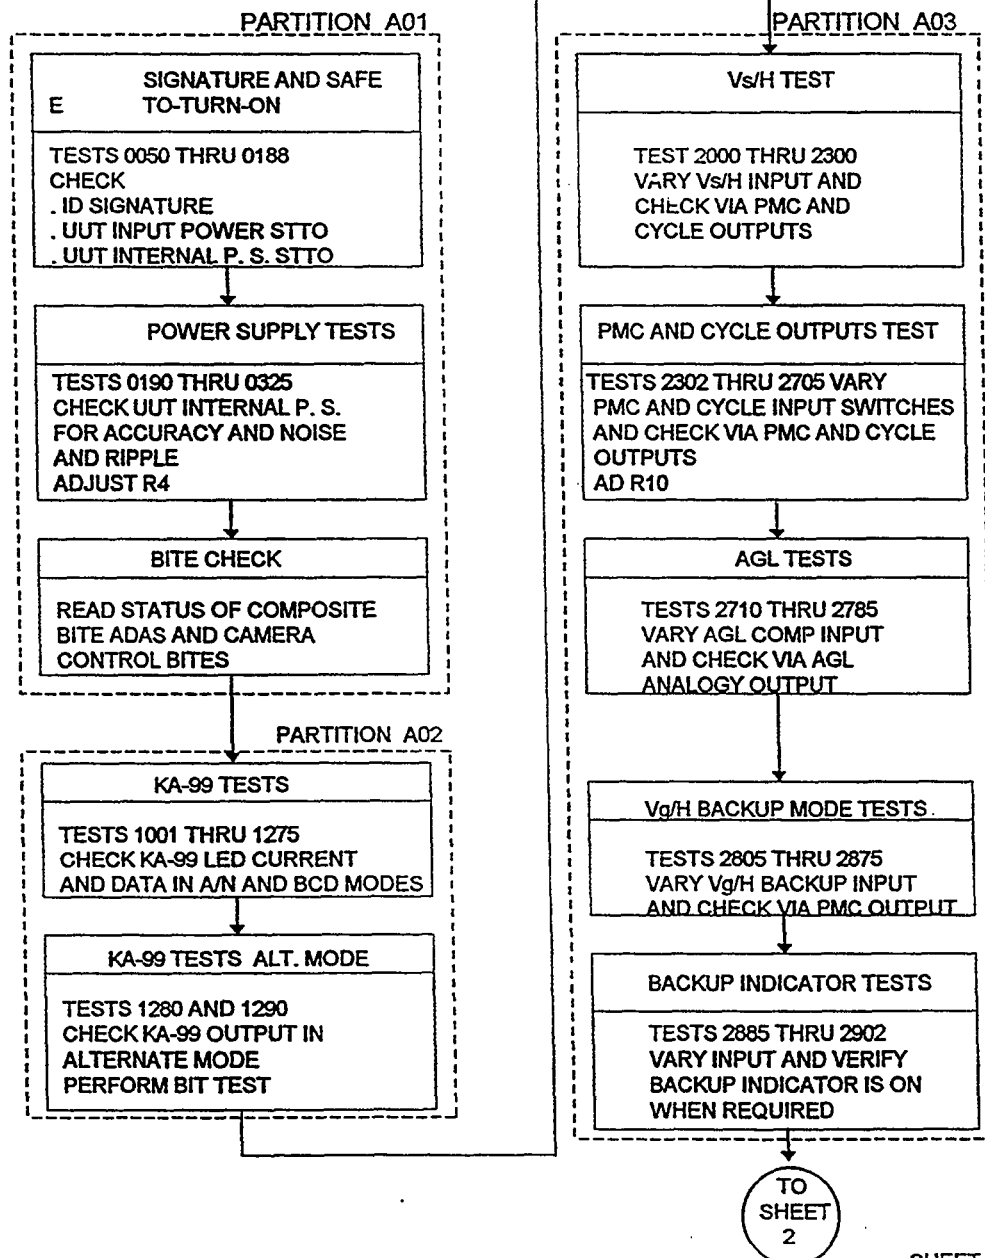 PARTITION A01
SIGNATURE AND SAFE
E TO-TURN-ON
TESTS 0050 THRU 0188
CHECK
. ID SIGNATURE
. UUT INPUT POWER STTO
. UUT INTERNAL P. S. STTO
POWER SUPPLY TESTS
TESTS 0190 THRU 0325
CHECK UUT INTERNAL P. S.
FOR ACCURACY AND NOISE
AND RIPPLE
ADJUST R4
BITE CHECK
READ STATUS OF COMPOSITE
BITE ADAS AND CAMERA
CONTROL BITES
PARTITION A02
KA-99 TESTS
TESTS 1001 THRU 1275
CHECK KA-99 LED CURRENT
AND DATA IN A/N AND BCD MODES
KA-99 TESTS ALT. MODE
TESTS 1280 AND 1290
CHECK KA-99 OUTPUT IN
ALTERNATE MODE
PERFORM BIT TEST
PARTITION A03
Vs/H TEST
TEST 2000 THRU 2300
VARY Vs/H INPUT AND
CHECK VIA PMC AND
CYCLE OUTPUTS
PMC AND CYCLE OUTPUTS TEST
TESTS 2302 THRU 2705 VARY
PMC AND CYCLE INPUT SWITCHES
AND CHECK VIA PMC AND CYCLE
OUTPUTS
AD R10
AGL TESTS
TESTS 2710 THRU 2785
VARY AGL COMP INPUT
AND CHECK VIA AGL
ANALOGY OUTPUT
Vg/H BACKUP MODE TESTS
TESTS 2805 THRU 2875
VARY Vg/H BACKUP INPUT
AND CHECK VIA PMC OUTPUT
BACKUP INDICATOR TESTS
TESTS 2885 THRU 2902
VARY INPUT AND VERIFY
BACKUP INDICATOR IS ON
WHEN REQUIRED
TO
SHEET
2